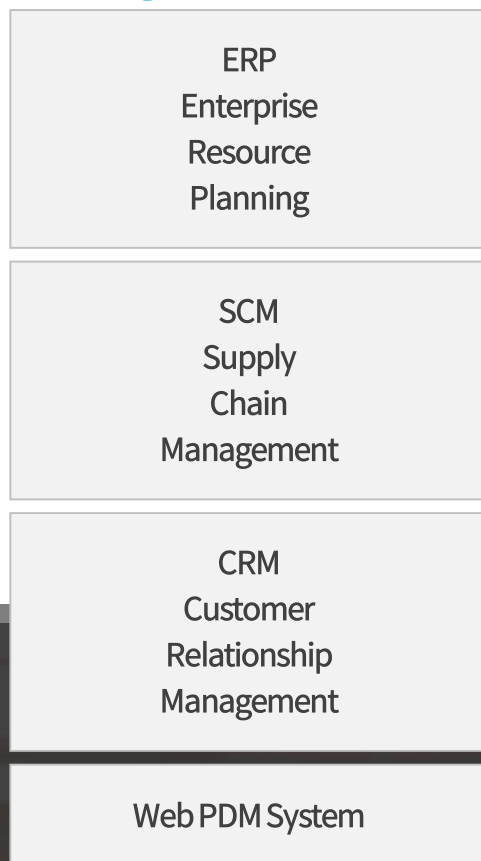 ERP
Enterprise
Resource
Planning
SCM
Supply
Chain
Management
CRM
Customer
Relationship
Management
Web PDM System